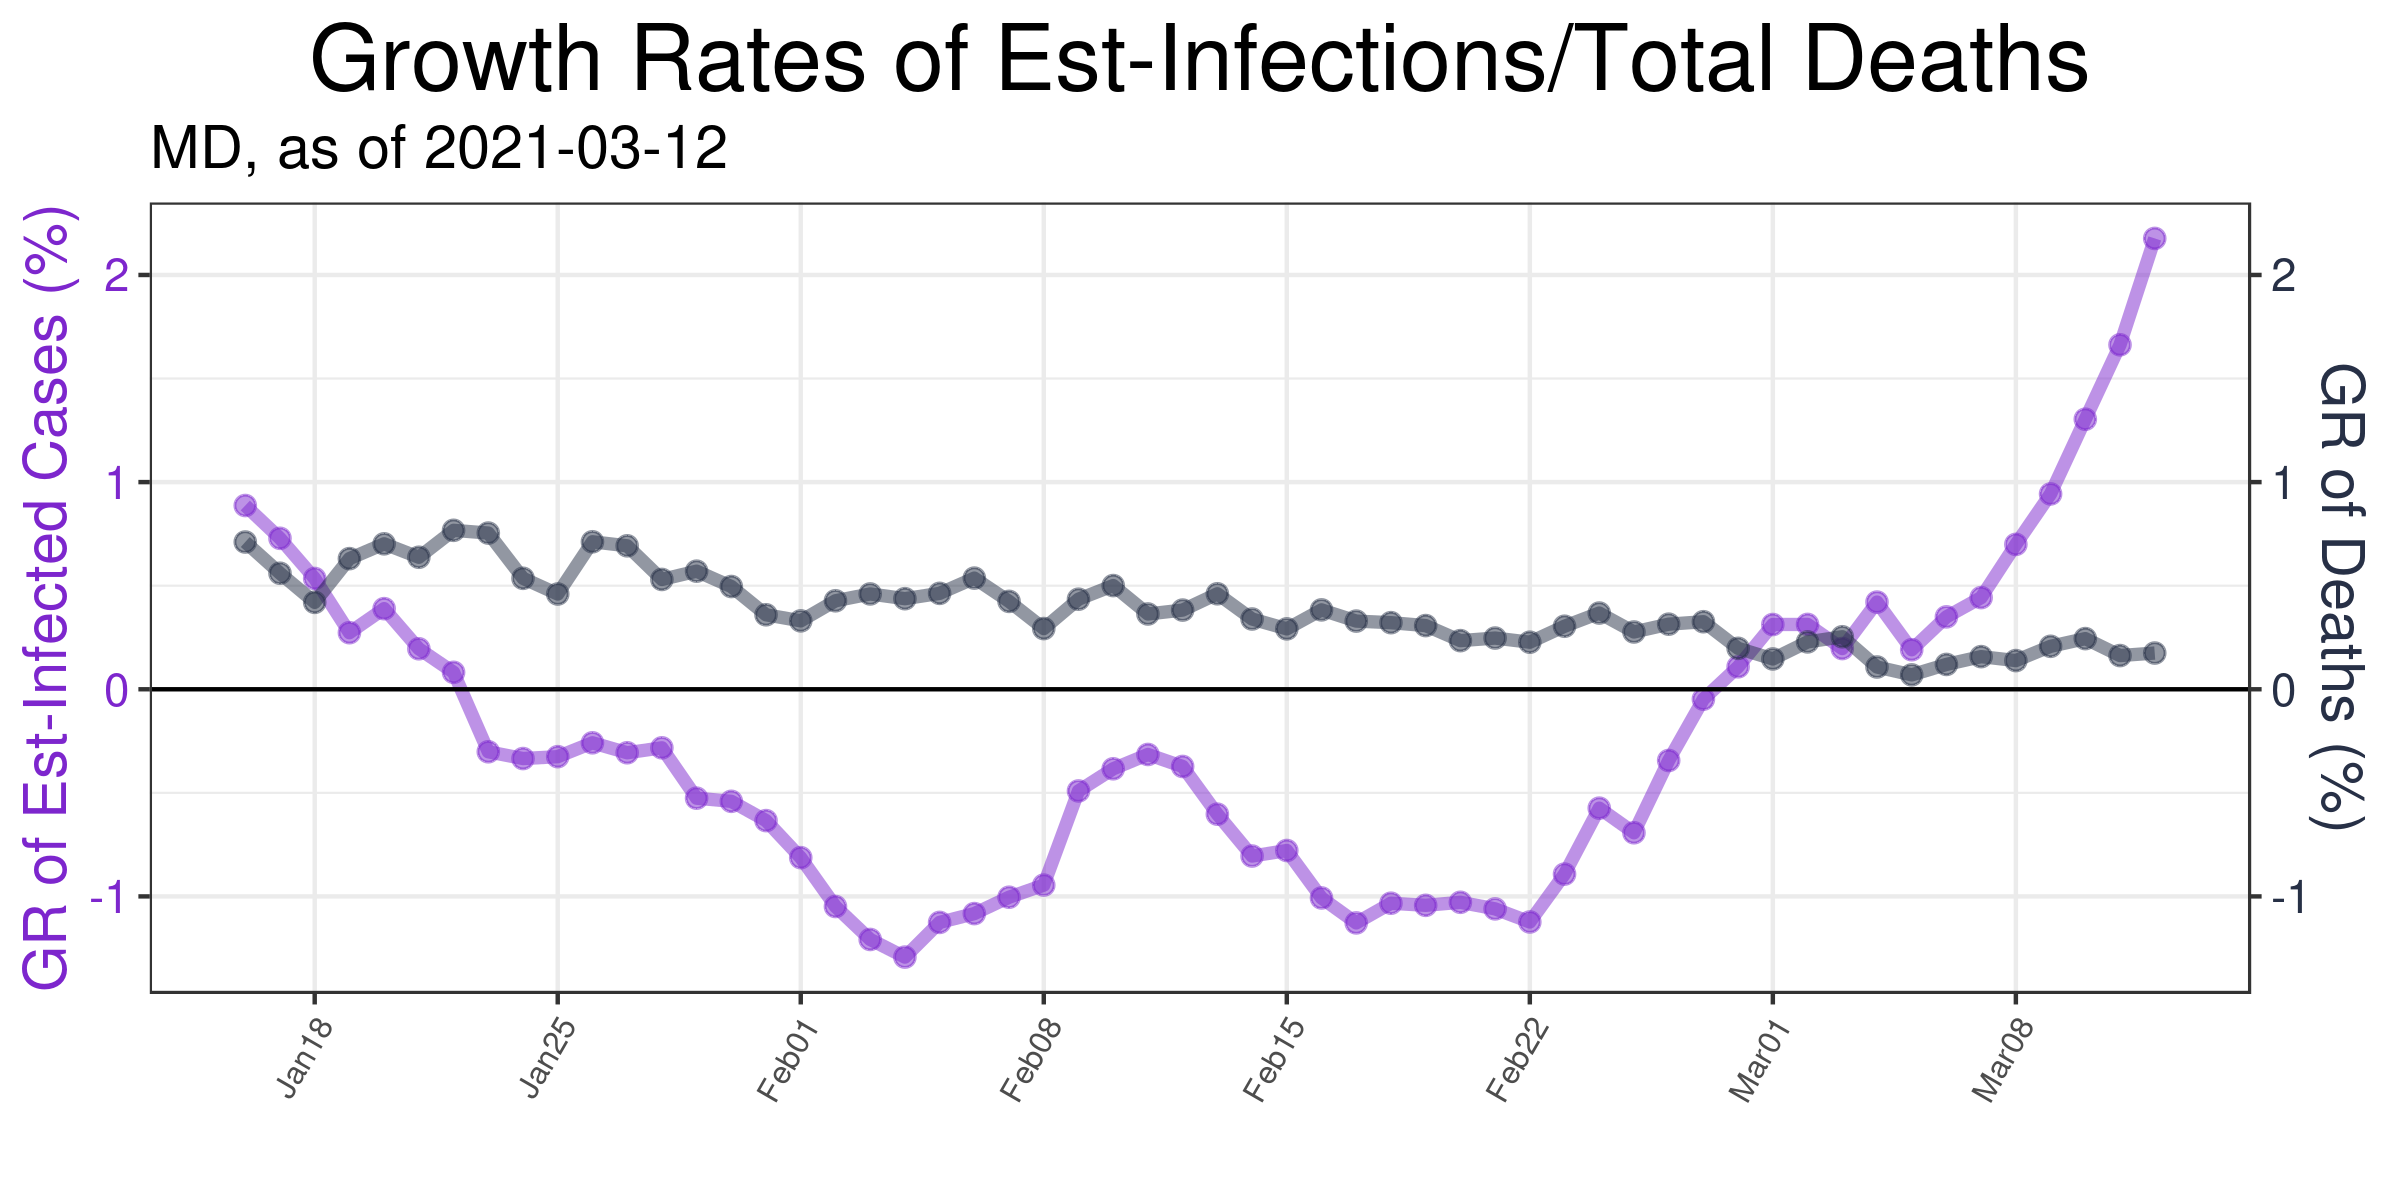 Growth Rates of Est-Infections/Total Deaths
MD, as of 2021-03-12
GR of Est-Infected Cases (%)
2
1
0
-1
2
1
0
-1
GR of Deaths (%)
Jan18
Jan25
Feb01
Feb08
Feb15
Feb22
Mar01
Mar08